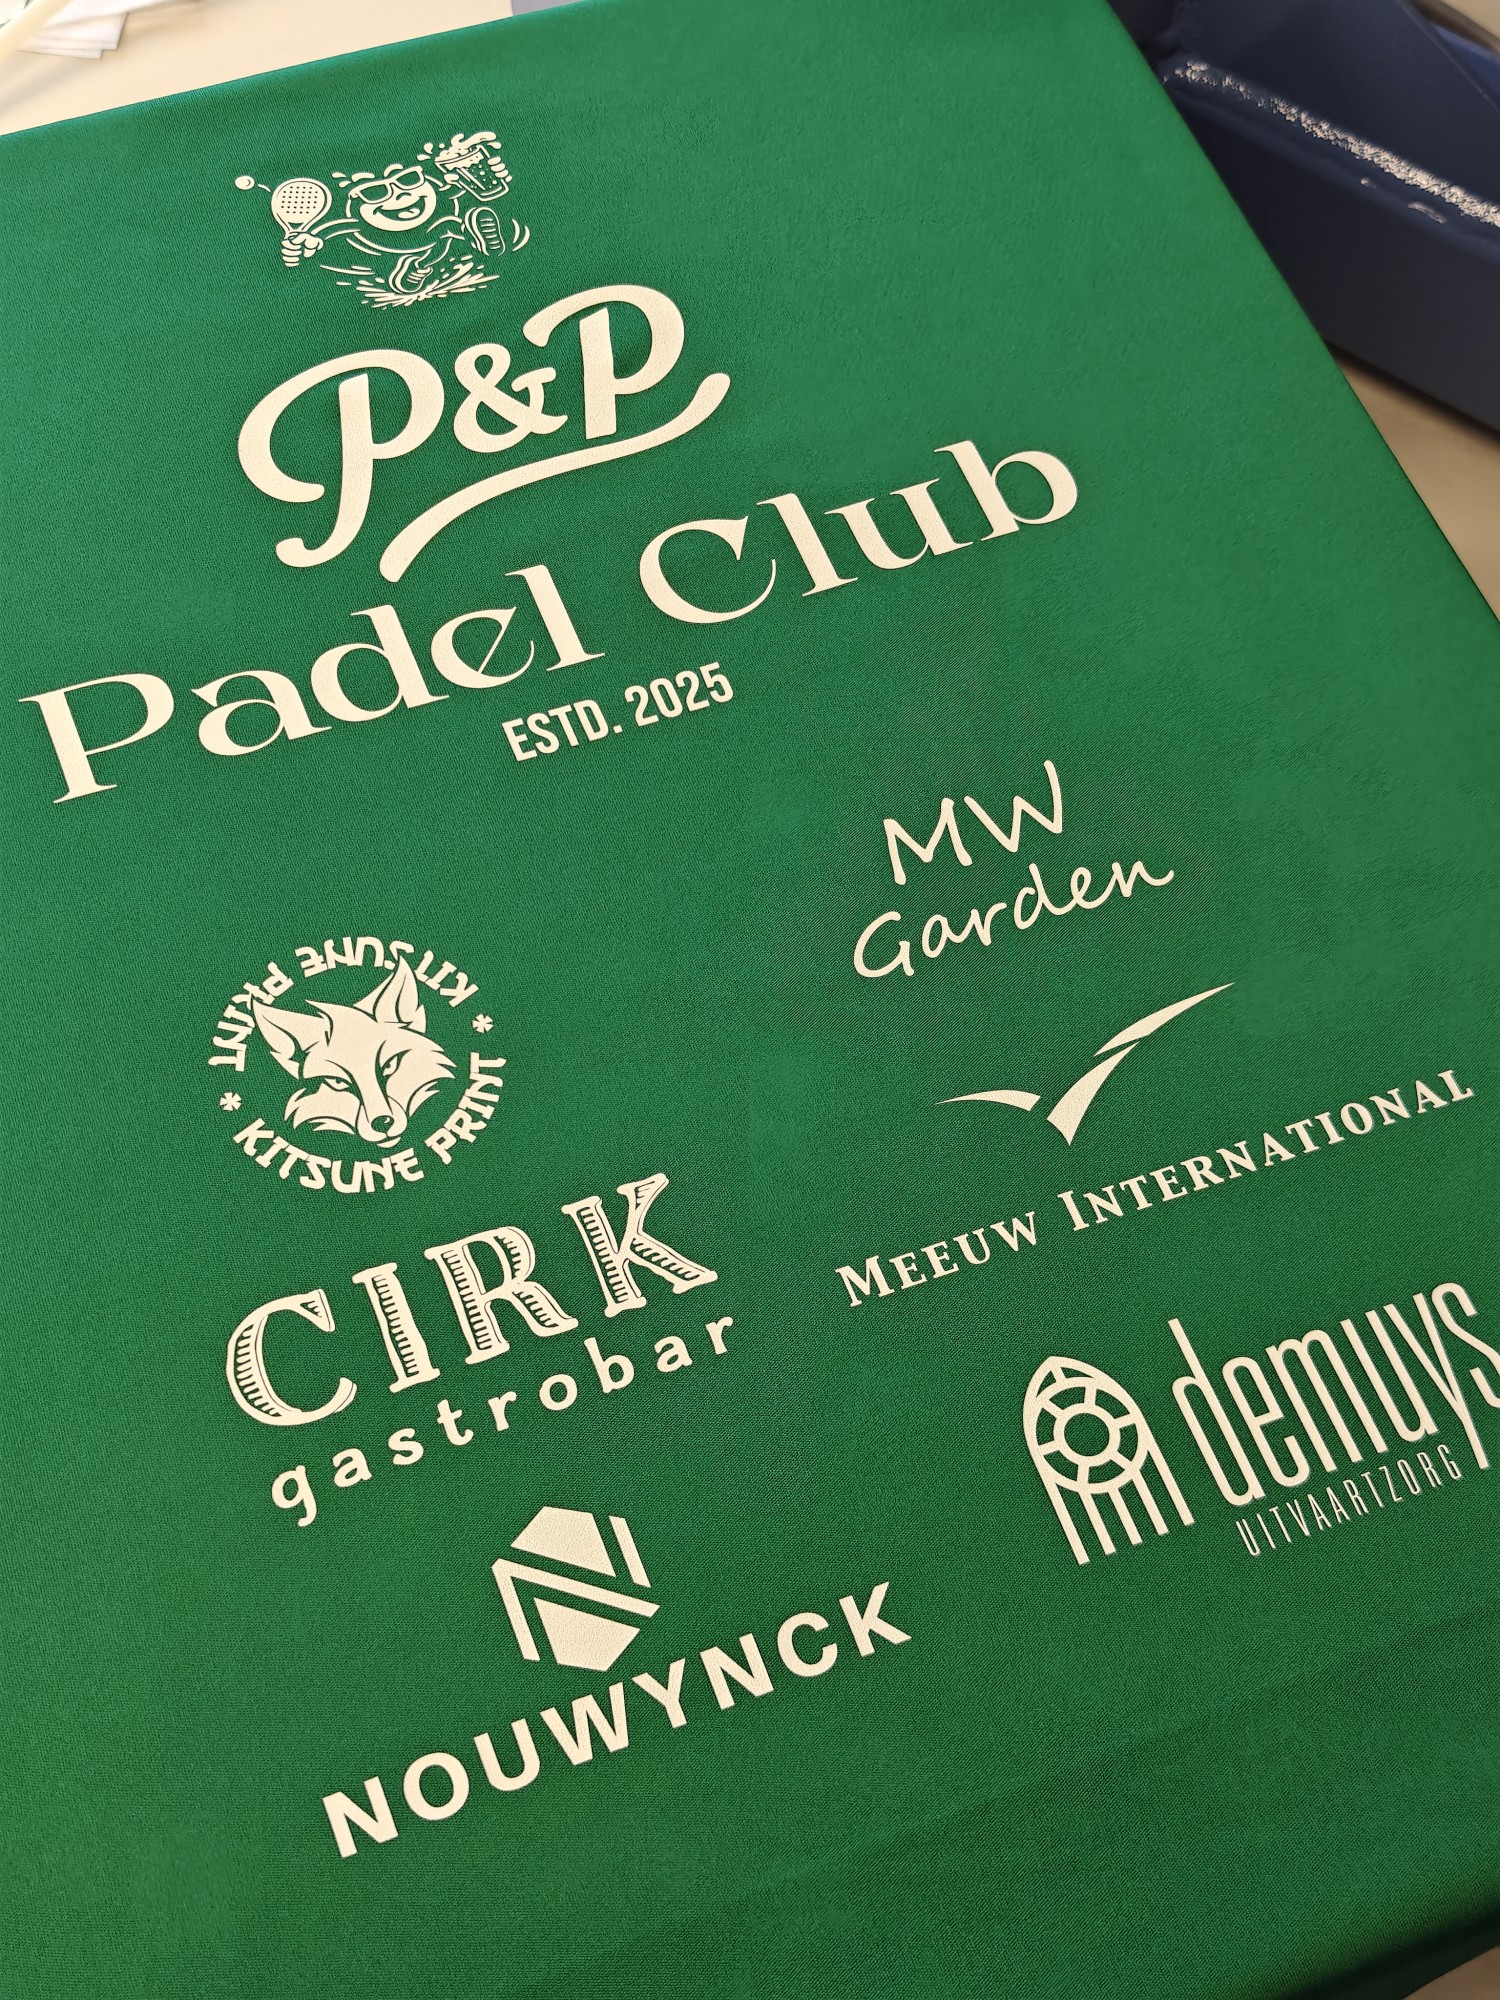 P&P
Padel Club
ESTD. 2025
MW
Garden
KITSUNE PRINT
KITSUNE PRINT
MEEUW INTERNATIONAL
CIRK
gastrobar
demuys
UITVAARTZORG
NOUWYNCK